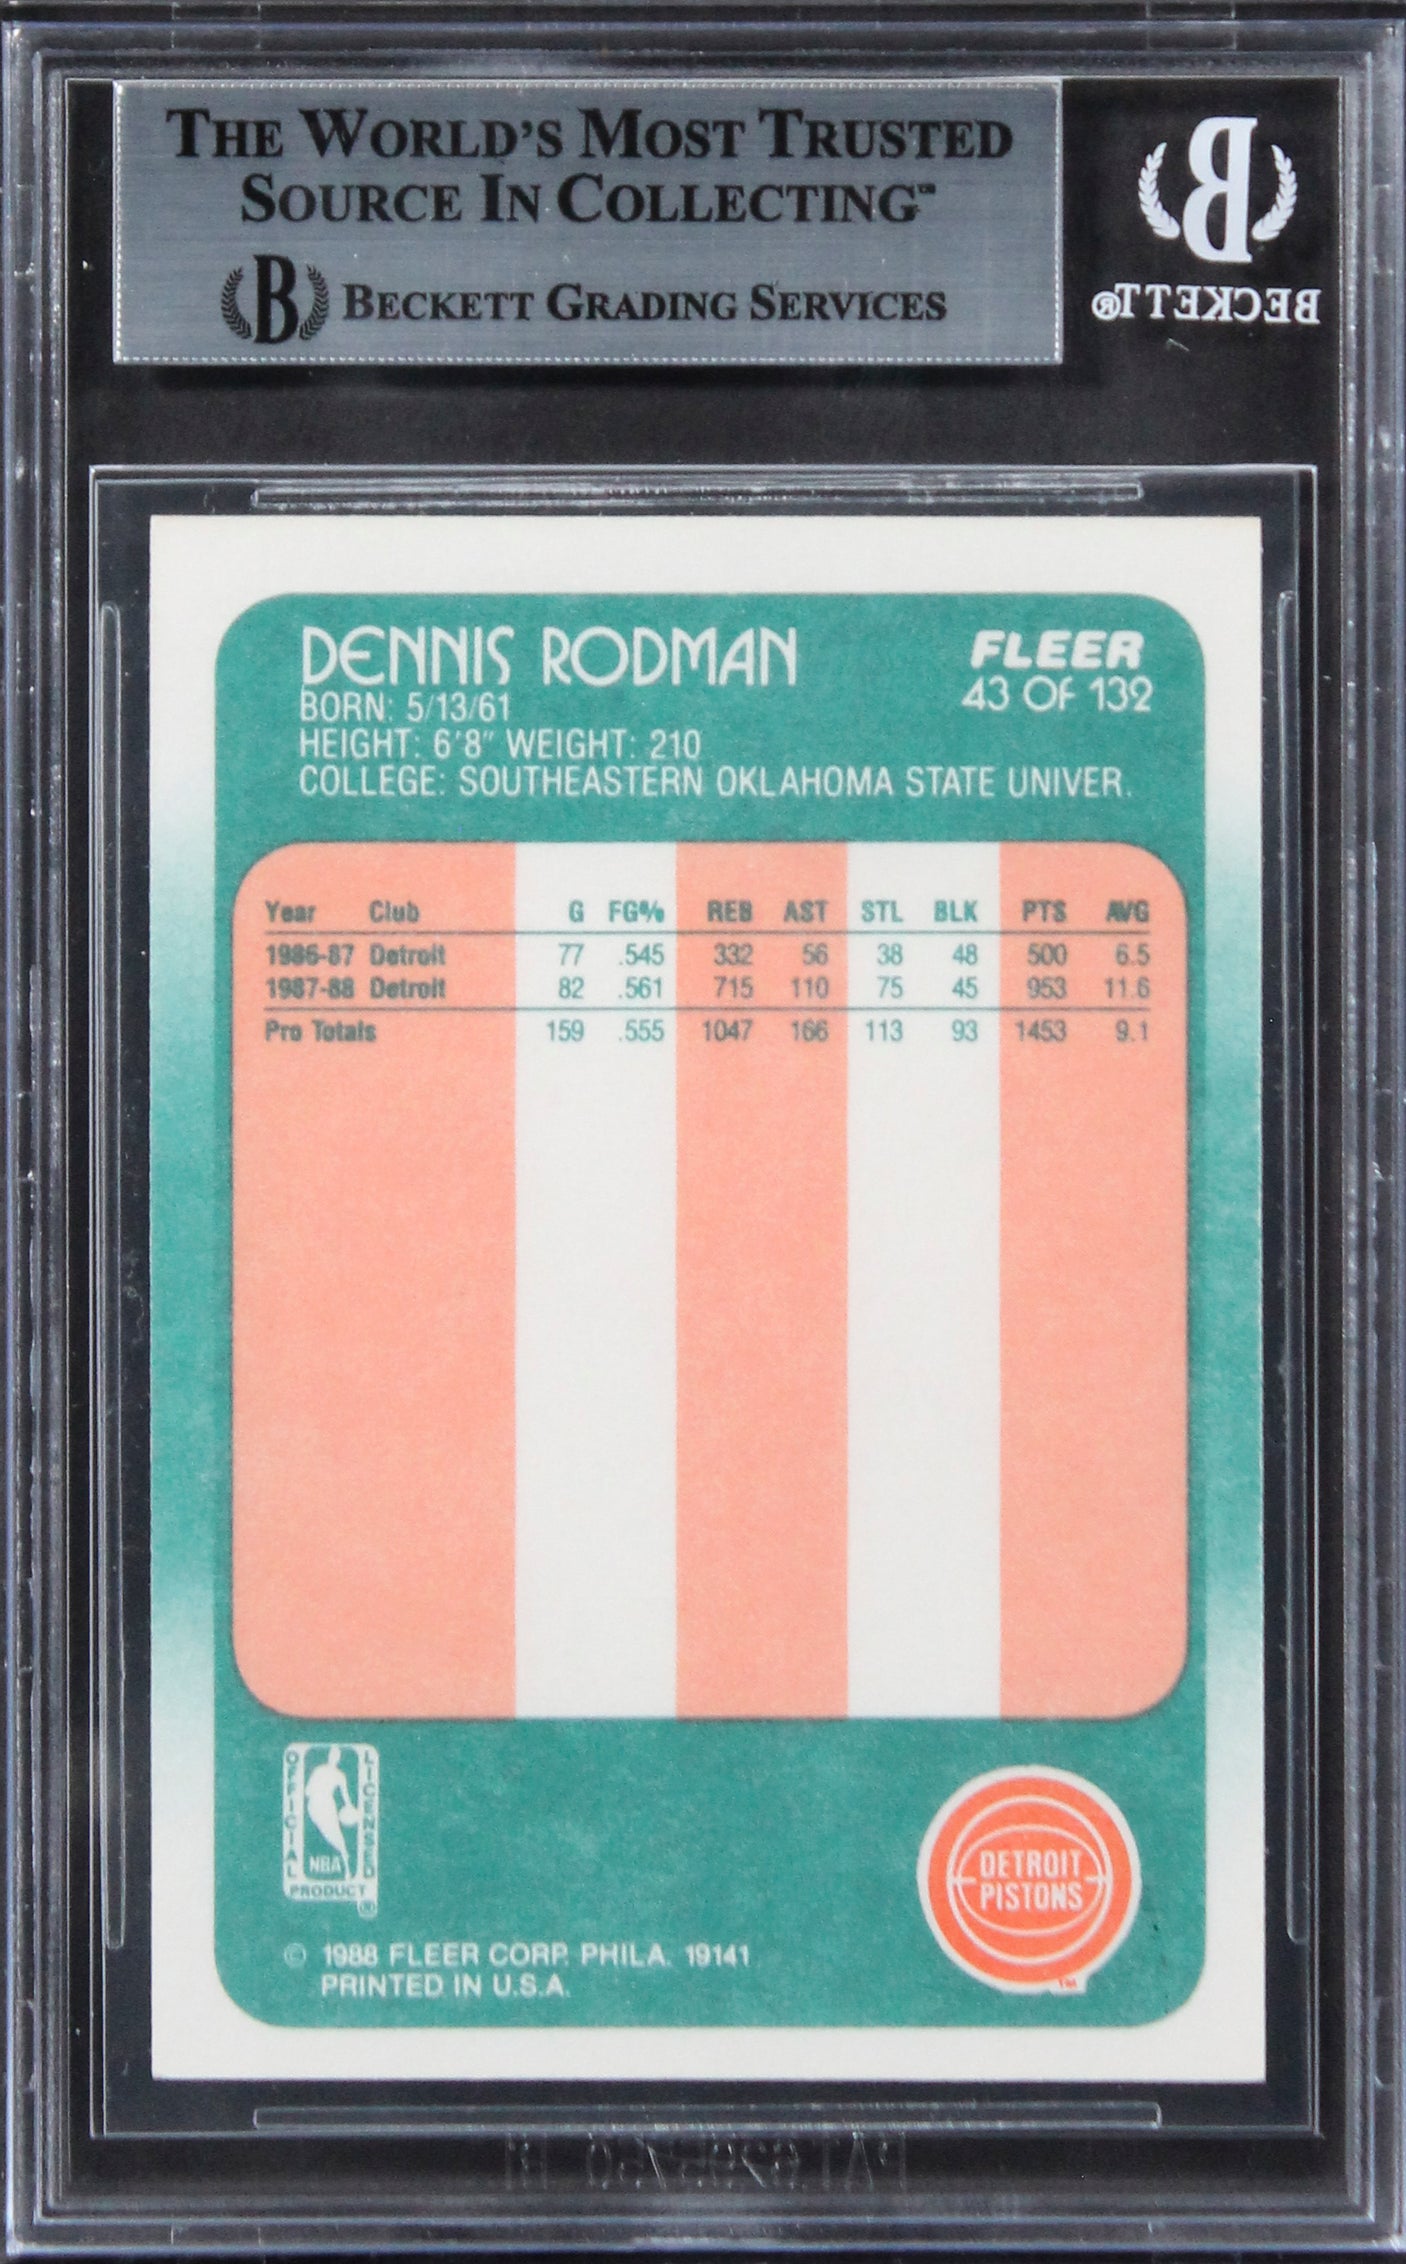 THE WORLD'S MOST TRUSTED
SOURCE IN COLLECTING™
B BECKETT GRADING SERVICES
B
BECKETT®
DENNIS RODMAN
FLEER
43 OF 132
BORN: 5/13/61
HEIGHT: 6'8" WEIGHT: 210
COLLEGE: SOUTHEASTERN OKLAHOMA STATE UNIVER.
Year Club G FG% REB AST STL BLK PTS AVG
1986-87 Detroit 77 .545 332 56 38 48 500 6.5
1987-88 Detroit 82 .561 715 110 75 45 953 11.6
Pro Totals 159 .555 1047 166 113 93 1453 9.1
OFFICIAL LICENSED
NBA
PRODUCT
®
DETROIT
PISTONS
TM
© 1988 FLEER CORP. PHILA. 19141
PRINTED IN U.S.A.